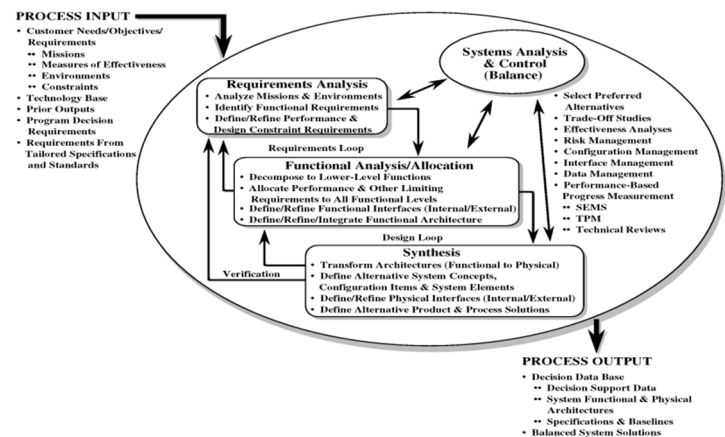 PROCESS INPUT
• Customer Needs/Objectives/
Requirements
•• Missions
•• Measures of Effectiveness
•• Environments
•• Constraints
• Technology Base
• Prior Outputs
• Program Decision
Requirements
• Requirements From
Tailored Specifications
and Standards
Systems Analysis
& Control
(Balance)
Requirements Analysis
• Analyze Missions & Environments
• Identify Functional Requirements
• Define/Refine Performance &
Design Constraint Requirements
• Select Preferred
Alternatives
• Trade-Off Studies
• Effectiveness Analyses
• Risk Management
• Configuration Management
• Interface Management
• Data Management
• Performance-Based
Progress Measurement
•• SEMS
•• TPM
•• Technical Reviews
Requirements Loop
Functional Analysis/Allocation
• Decompose to Lower-Level Functions
• Allocate Performance & Other Limiting
Requirements to All Functional Levels
• Define/Refine Functional Interfaces (Internal/External)
• Define/Refine/Integrate Functional Architecture
Design Loop
Synthesis
• Transform Architectures (Functional to Physical)
• Define Alternative System Concepts,
Configuration Items & System Elements
• Define/Refine Physical Interfaces (Internal/External)
• Define Alternative Product & Process Solutions
Verification
PROCESS OUTPUT
• Decision Data Base
•• Decision Support Data
•• System Functional & Physical
Architectures
•• Specifications & Baselines
• Balanced System Solutions